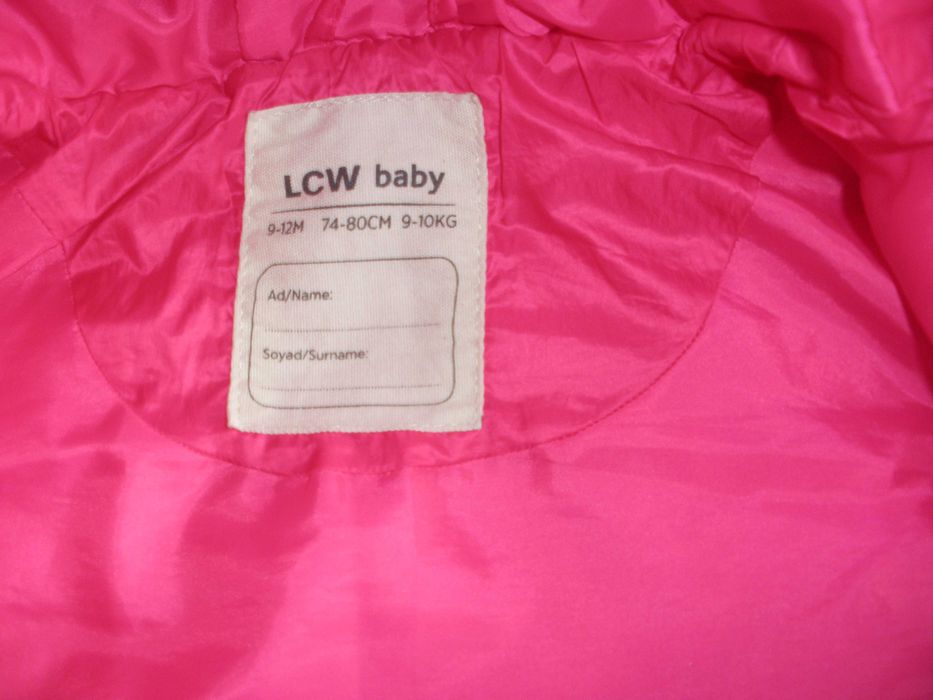 LCW baby
9-12M 74-80CM 9-10KG
Ad/Name:
Soyad/Surname: